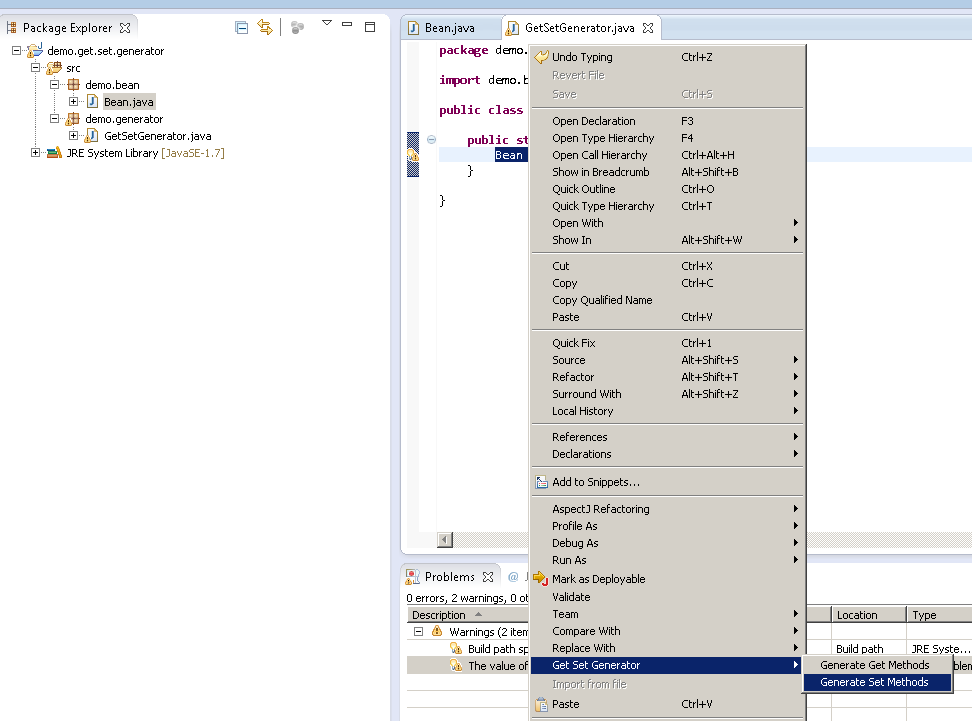 Package Explorer
demo.get.set.generator
src
demo.bean
Bean.java
demo.generator
GetSetGenerator.java
JRE System Library [JavaSE-1.7]
Bean.java GetSetGenerator.java
package demo.
import demo.b
public class
public st
Bean
}
}
Undo Typing Ctrl+Z
Revert File
Save Ctrl+S
Open Declaration F3
Open Type Hierarchy F4
Open Call Hierarchy Ctrl+Alt+H
Show in Breadcrumb Alt+Shift+B
Quick Outline Ctrl+O
Quick Type Hierarchy Ctrl+T
Open With
Show In Alt+Shift+W
Cut Ctrl+X
Copy Ctrl+C
Copy Qualified Name
Paste Ctrl+V
Quick Fix Ctrl+1
Source Alt+Shift+S
Refactor Alt+Shift+T
Surround With Alt+Shift+Z
Local History
References
Declarations
Add to Snippets...
AspectJ Refactoring
Profile As
Debug As
Run As
Mark as Deployable
Validate
Team
Compare With
Replace With
Get Set Generator
Import from file
Paste Ctrl+V
Generate Get Methods
Generate Set Methods
Problems @ J
0 errors, 2 warnings, 0 ot
Description Location Type
Warnings (2 item
Build path sp Build path JRE Syste...
The value of blem